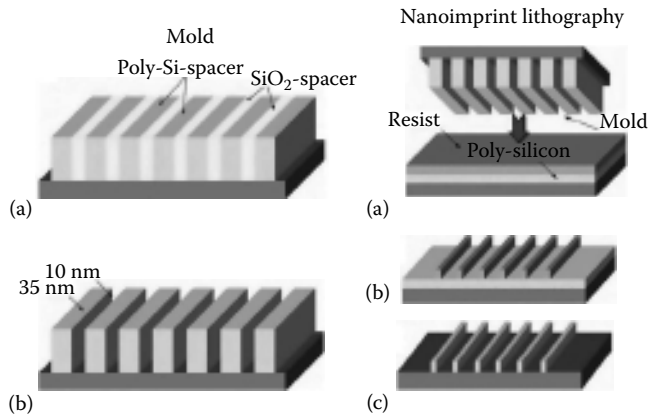 Mold
Poly-Si-spacer
SiO₂-spacer
(a)
10 nm
35 nm
(b)
Nanoimprint lithography
Mold
Resist
Poly-silicon
(a)
(b)
(c)